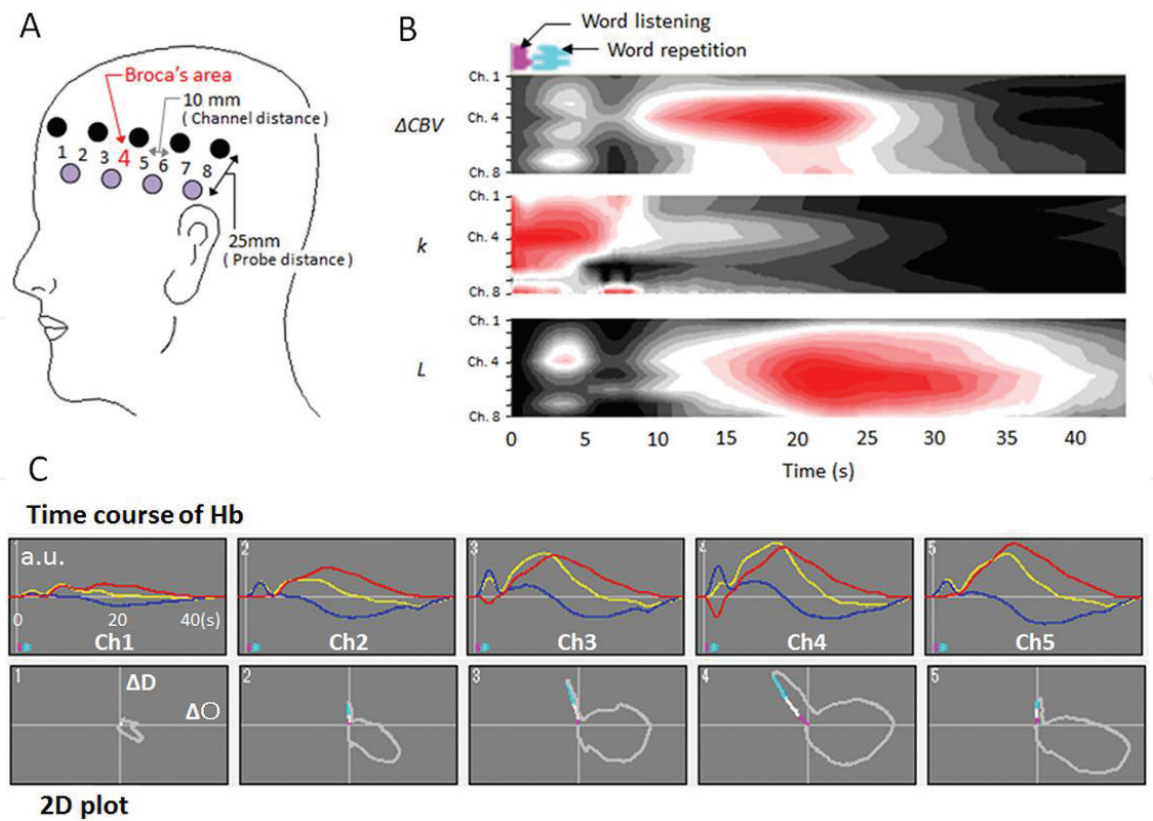 A
Broca's area
10 mm
( Channel distance)
1 2 3 4 5 6 7 8
25mm
( Probe distance )
B
Word listening
Word repetition
Ch. 1
ΔCBV
Ch. 4
Ch. 8
Ch. 1
k
Ch. 4
Ch. 8
Ch. 1
L
Ch. 4
Ch. 8
0 5 10 15 20 25 30 35 40
Time (s)
C
Time course of Hb
1 2 3 4 5
a.u.
0 20 40(s)
Ch1 Ch2 Ch3 Ch4 Ch5
1 2 3 4 5
ΔD
ΔO
2D plot